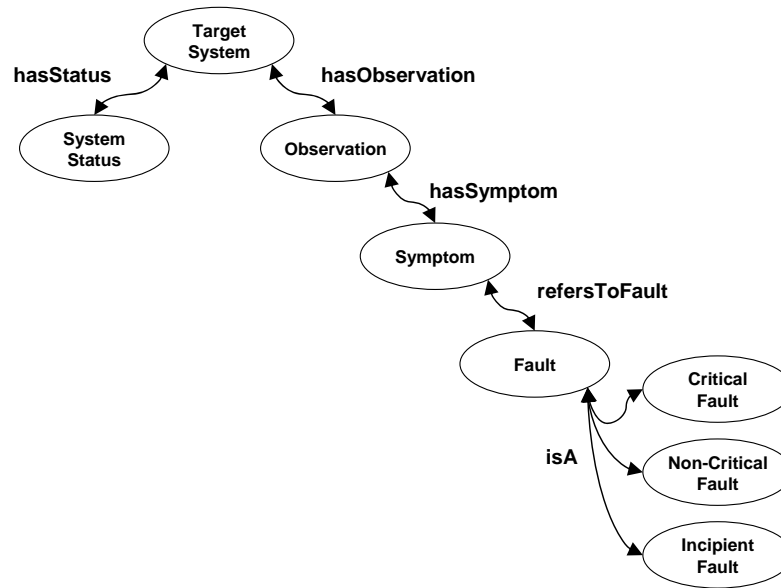 Target
System
hasStatus
hasObservation
System
Status
Observation
hasSymptom
Symptom
refersToFault
Fault
Critical
Fault
isA
Non-Critical
Fault
Incipient
Fault